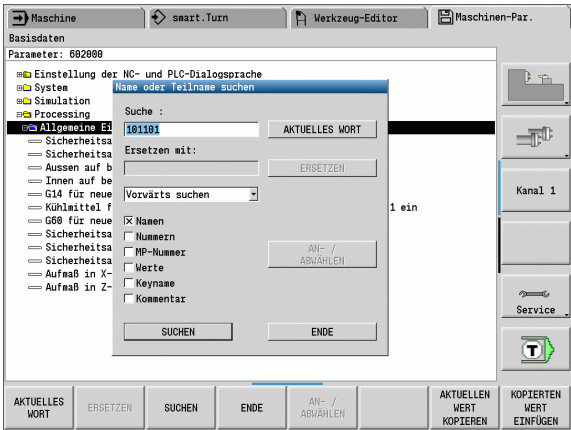 Maschine
smart.Turn
Werkzeug-Editor
Maschinen-Par.
Basisdaten
Parameter: 602000
Einstellung der NC- und PLC-Dialogsprache
System
Simulation
Processing
Allgemeine Ei
Sicherheitsa
Sicherheitsa
Aussen auf b
Innen auf be
G14 für neue
Kühlmittel f
1 ein
G60 für neue
Sicherheitsa
Sicherheitsa
Sicherheitsa
Aufmaß in X-
Aufmaß in Z-
Name oder Teilname suchen
Suche :
101101
AKTUELLES WORT
Ersetzen mit:
ERSETZEN
Vorwärts suchen
Namen
Nummern
MP-Nummer
Werte
Keyname
Kommentar
AN- /
ABWÄHLEN
SUCHEN
ENDE
Kanal 1
Service
T
AKTUELLES
WORT
ERSETZEN
SUCHEN
ENDE
AN- /
ABWÄHLEN
AKTUELLEN
WERT
KOPIEREN
KOPIERTEN
WERT
EINFÜGEN